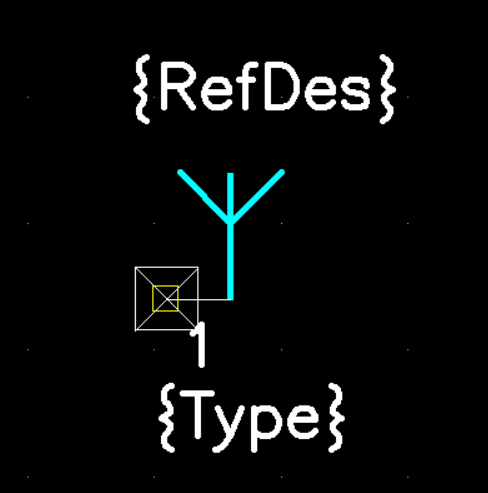 {RefDes}
1
{Type}